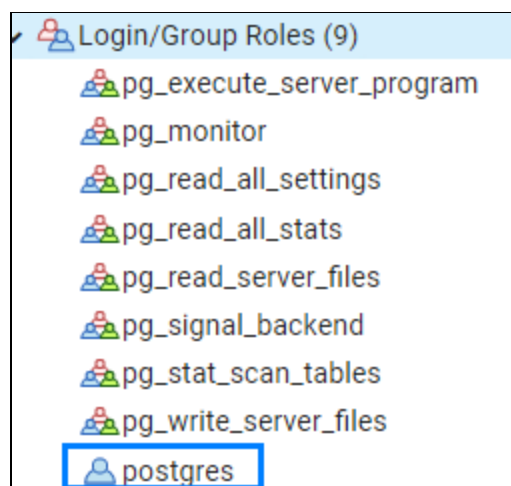 Login/Group Roles (9)
pg_execute_server_program
pg_monitor
pg_read_all_settings
pg_read_all_stats
pg_read_server_files
pg_signal_backend
pg_stat_scan_tables
pg_write_server_files
postgres